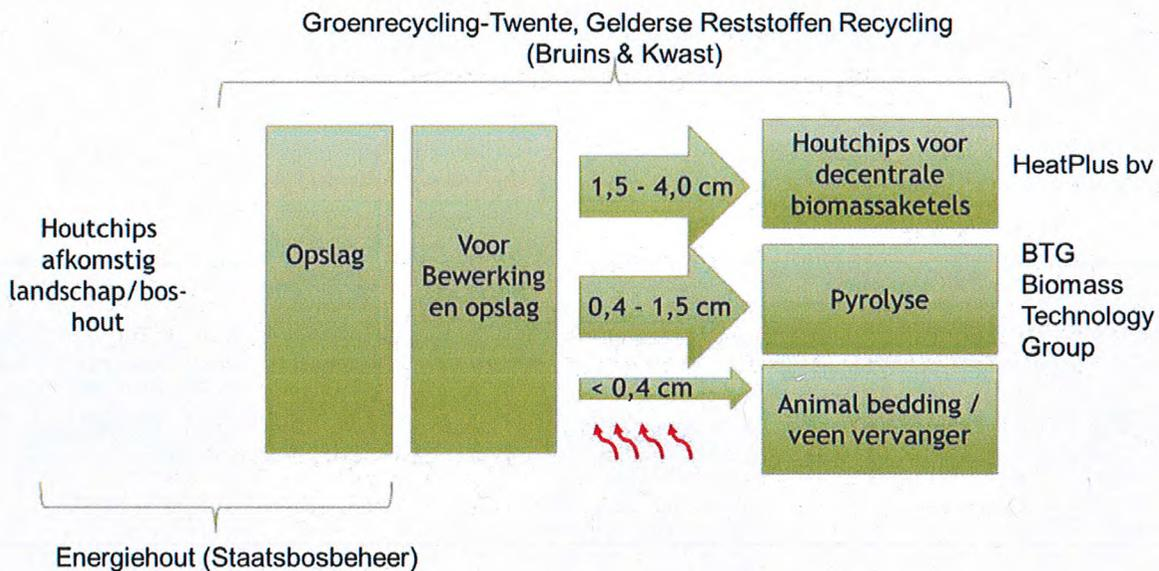 Groenrecycling-Twente, Gelderse Reststoffen Recycling
(Bruins & Kwast)
Houtchips
afkomstig
landschap/bos-
hout
Opslag
Voor
Bewerking
en opslag
1,5 - 4,0 cm
Houtchips voor
decentrale
biomassaketels
HeatPlus bv
0,4 - 1,5 cm
Pyrolyse
BTG
Biomass
Technology
Group
< 0,4 cm
Animal bedding /
veen vervanger
Energiehout (Staatsbosbeheer)